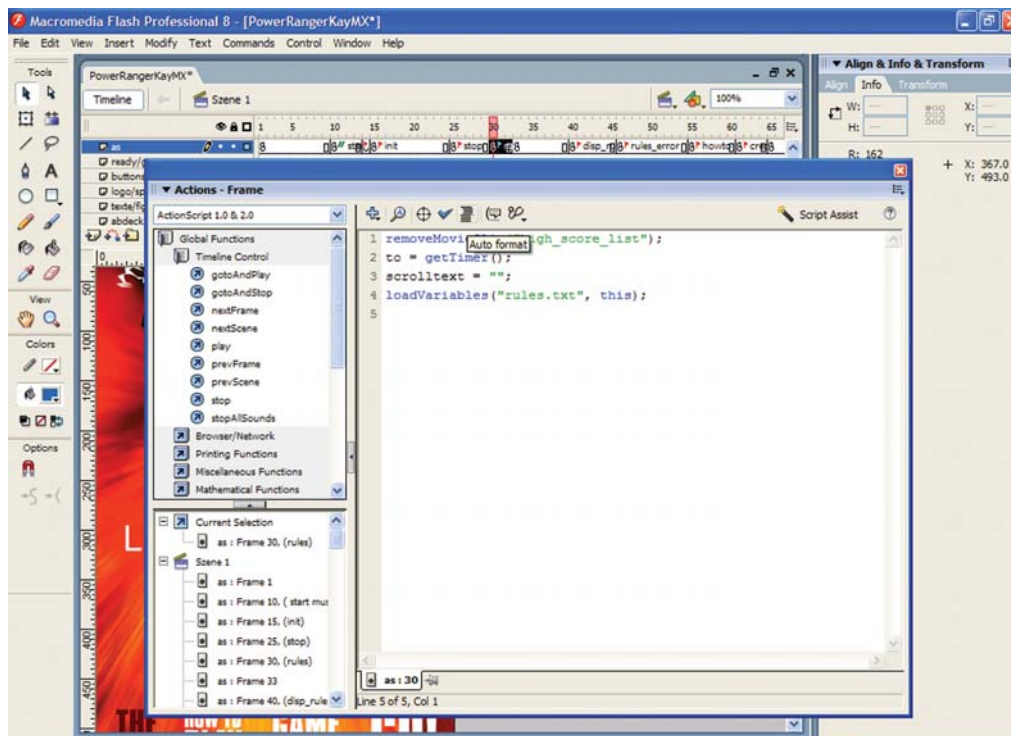 Macromedia Flash Professional 8 - [PowerRangerKayMX*]
File Edit View Insert Modify Text Commands Control Window Help
Tools
View
Colors
Options
PowerRangerKayMX*
Timeline
Szene 1
100%
1 5 10 15 20 25 30 35 40 45 50 55 60 65
as
init
stop
rules_error
ready/
buttons
logo/sp
texte/fig
abdeck
Align & Info & Transform
Align Info Transform
W: X:
H: Y:
R: 162
X: 367.0
Y: 493.0
Actions - Frame
ActionScript 1.0 & 2.0
Script Assist
Global Functions
Timeline Control
gotoAndPlay
gotoAndStop
nextFrame
nextScene
play
prevFrame
prevScene
stop
stopAllSounds
Browser/Network
Printing Functions
Miscellaneous Functions
Mathematical Functions
Current Selection
as : Frame 30, (rules)
Szene 1
as : Frame 1
as : Frame 10, ( start mus
as : Frame 15, (init)
as : Frame 25, (stop)
as : Frame 30, (rules)
as : Frame 33
as : Frame 40, (disp_rule
Auto format
1 removeMovi high_score_list");
2 to = getTimer();
3 scrolltext = "";
4 loadVariables("rules.txt", this);
5
as : 30
Line 5 of 5, Col 1
L
THE HOW TO GAME